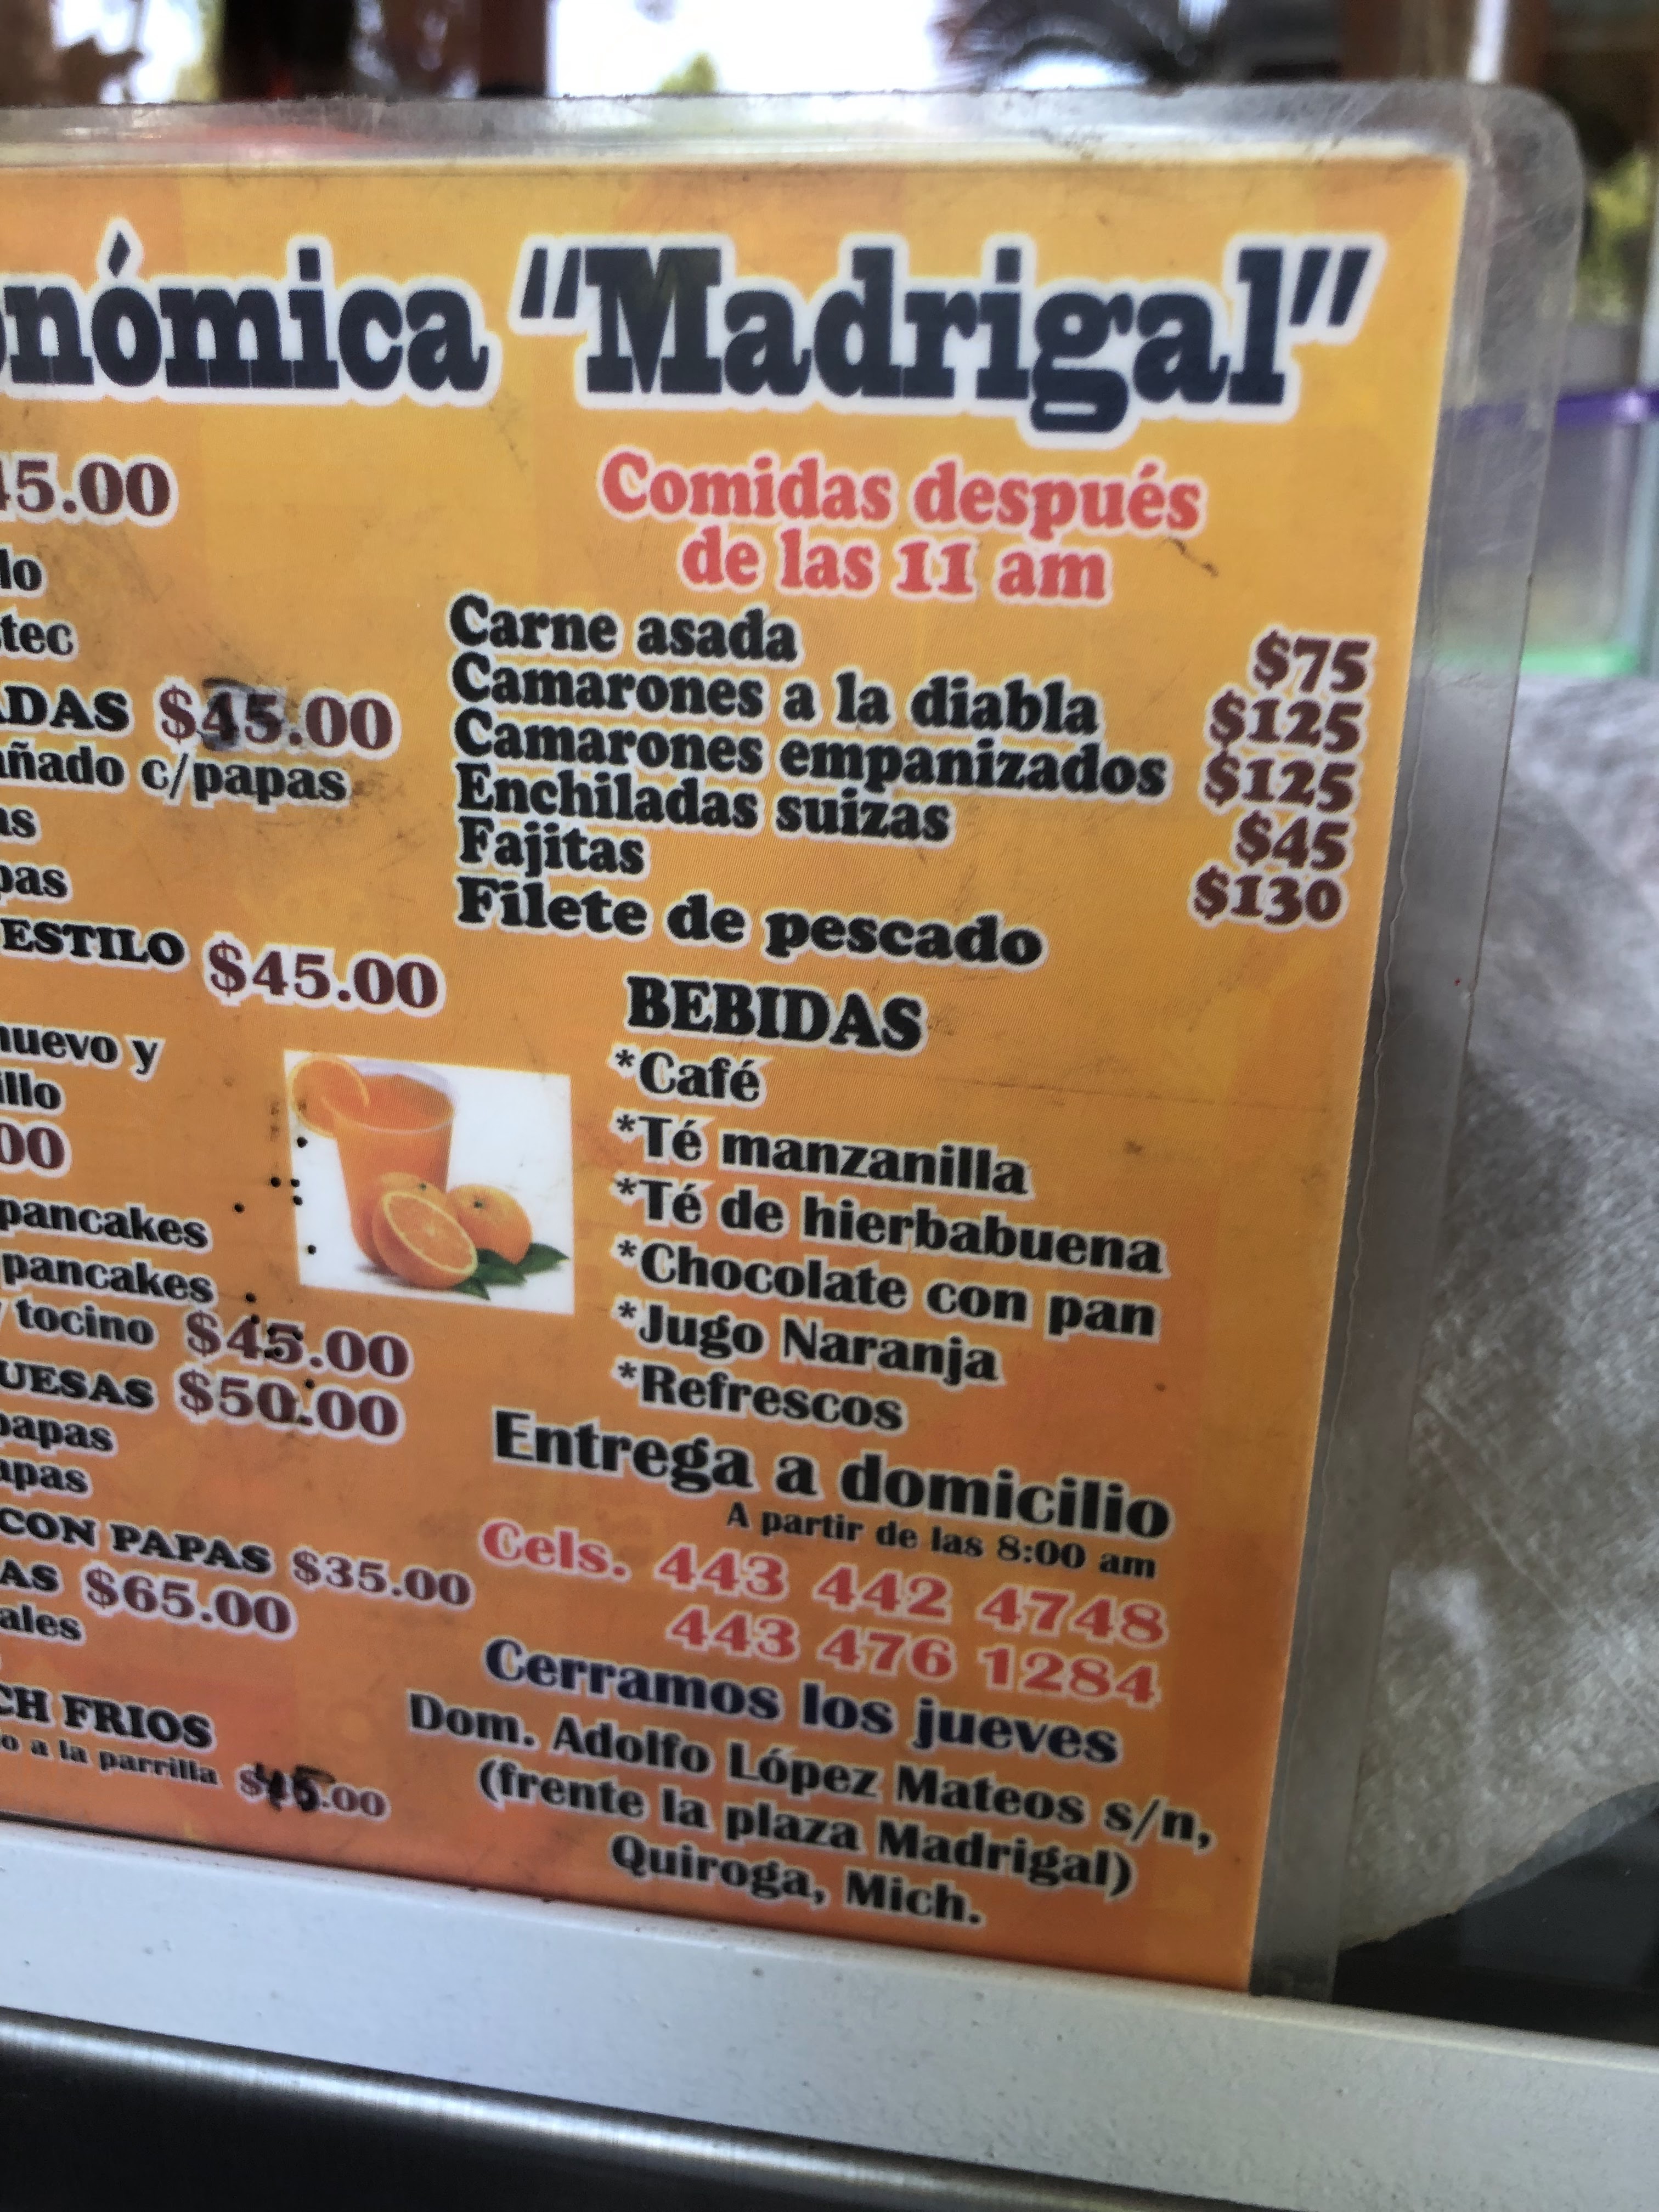 nómica "Madrigal"
45.00
lo
tec
ADAS $45.00
añado c/papas
as
pas
ESTILO $45.00
huevo y
illo
00
pancakes
pancakes
y tocino $45.00
UESAS $50.00
papas
apas
CON PAPAS $35.00
AS $65.00
ales
CH FRIOS
o a la parrilla $45.00
Comidas después
de las 11 am
Carne asada $75
Camarones a la diabla $125
Camarones empanizados $125
Enchiladas suizas $45
Fajitas $130
Filete de pescado
BEBIDAS
*Café
*Té manzanilla
*Té de hierbabuena
*Chocolate con pan
*Jugo Naranja
*Refrescos
Entrega a domicilio
A partir de las 8:00 am
Cels. 443 442 4748
443 476 1284
Cerramos los jueves
Dom. Adolfo López Mateos s/n,
(frente la plaza Madrigal)
Quiroga, Mich.